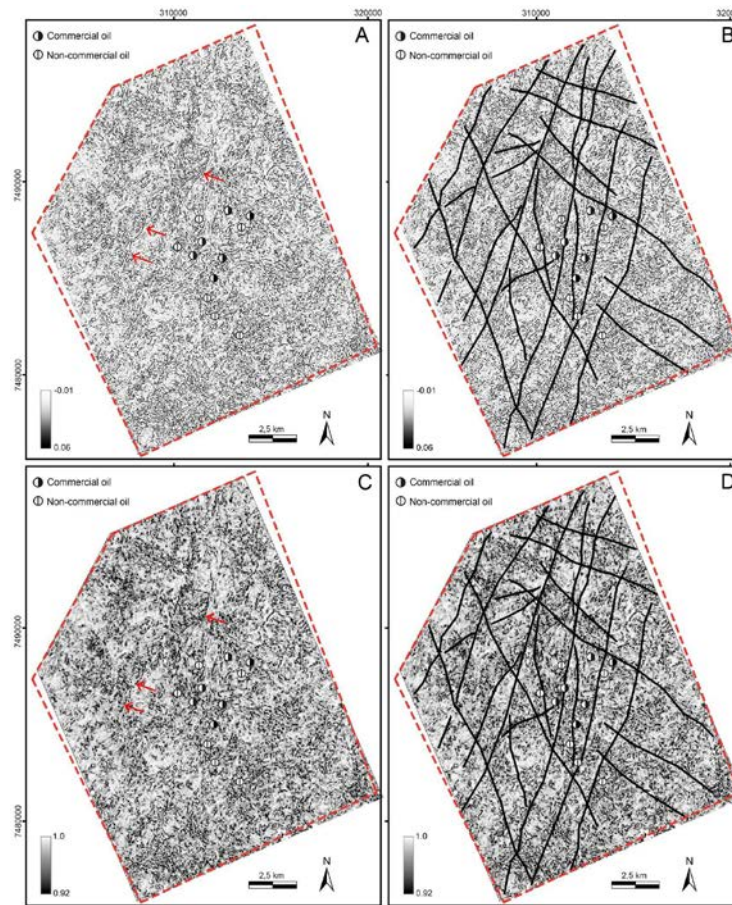 310000 320000
A
Commercial oil
Non-commercial oil
7490000
7480000
-0.01
0.06
2,5 km
N
310000 32000
B
Commercial oil
Non-commercial oil
-0.01
0.06
2,5 km
N
C
Commercial oil
Non-commercial oil
7490000
7480000
1.0
0.92
2,5 km
N
D
Commercial oil
Non-commercial oil
1.0
0.92
2,5 km
N